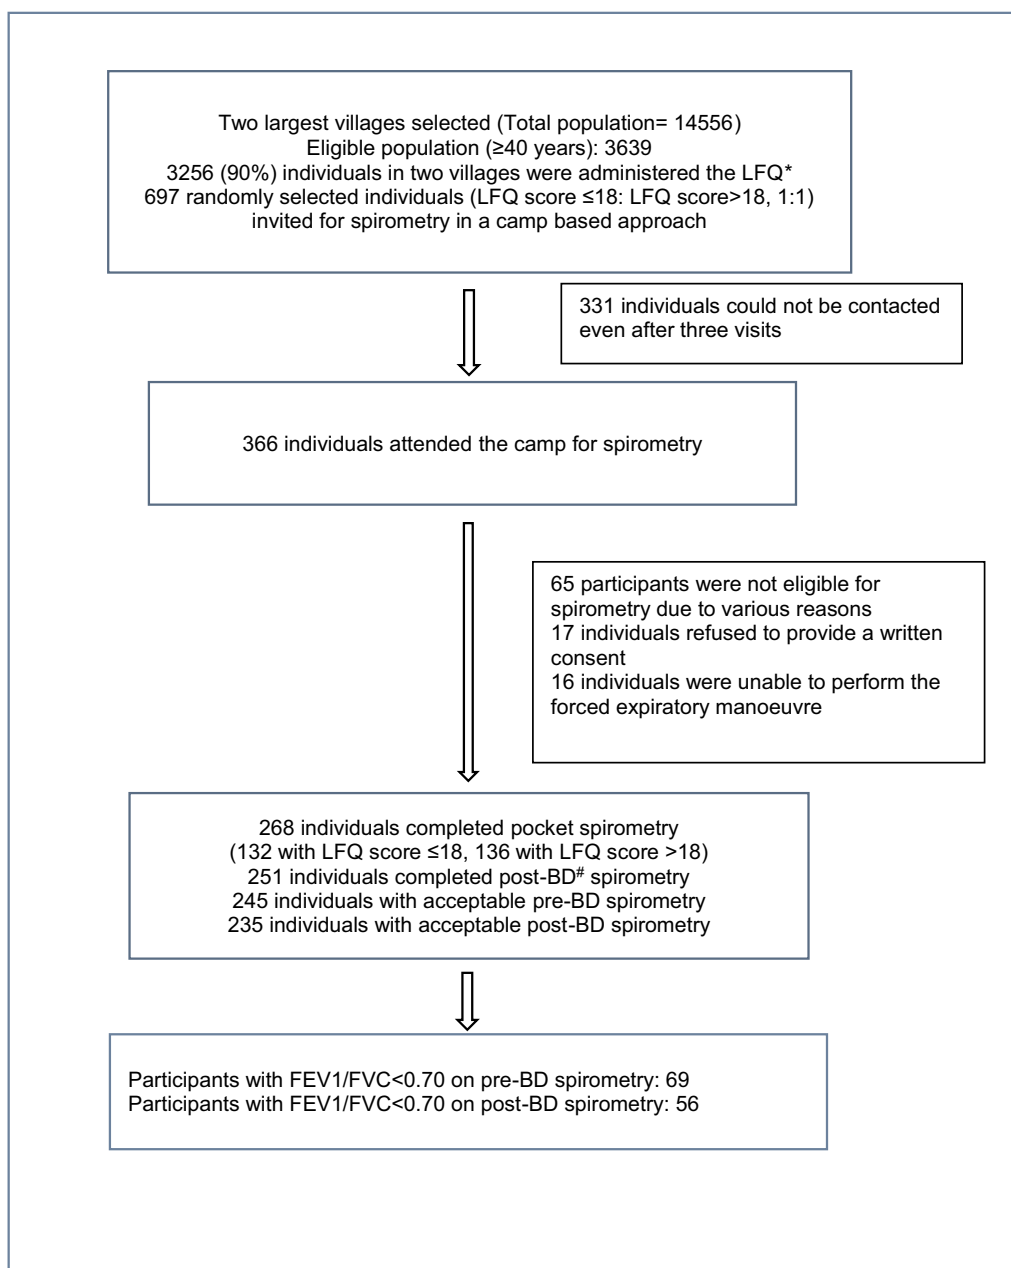 Two largest villages selected (Total population= 14556)
Eligible population (≥40 years): 3639
3256 (90%) individuals in two villages were administered the LFQ*
697 randomly selected individuals (LFQ score ≤18: LFQ score>18, 1:1)
invited for spirometry in a camp based approach
331 individuals could not be contacted
even after three visits
366 individuals attended the camp for spirometry
65 participants were not eligible for
spirometry due to various reasons
17 individuals refused to provide a written
consent
16 individuals were unable to perform the
forced expiratory manoeuvre
268 individuals completed pocket spirometry
(132 with LFQ score ≤18, 136 with LFQ score >18)
251 individuals completed post-BD# spirometry
245 individuals with acceptable pre-BD spirometry
235 individuals with acceptable post-BD spirometry
Participants with FEV1/FVC<0.70 on pre-BD spirometry: 69
Participants with FEV1/FVC<0.70 on post-BD spirometry: 56